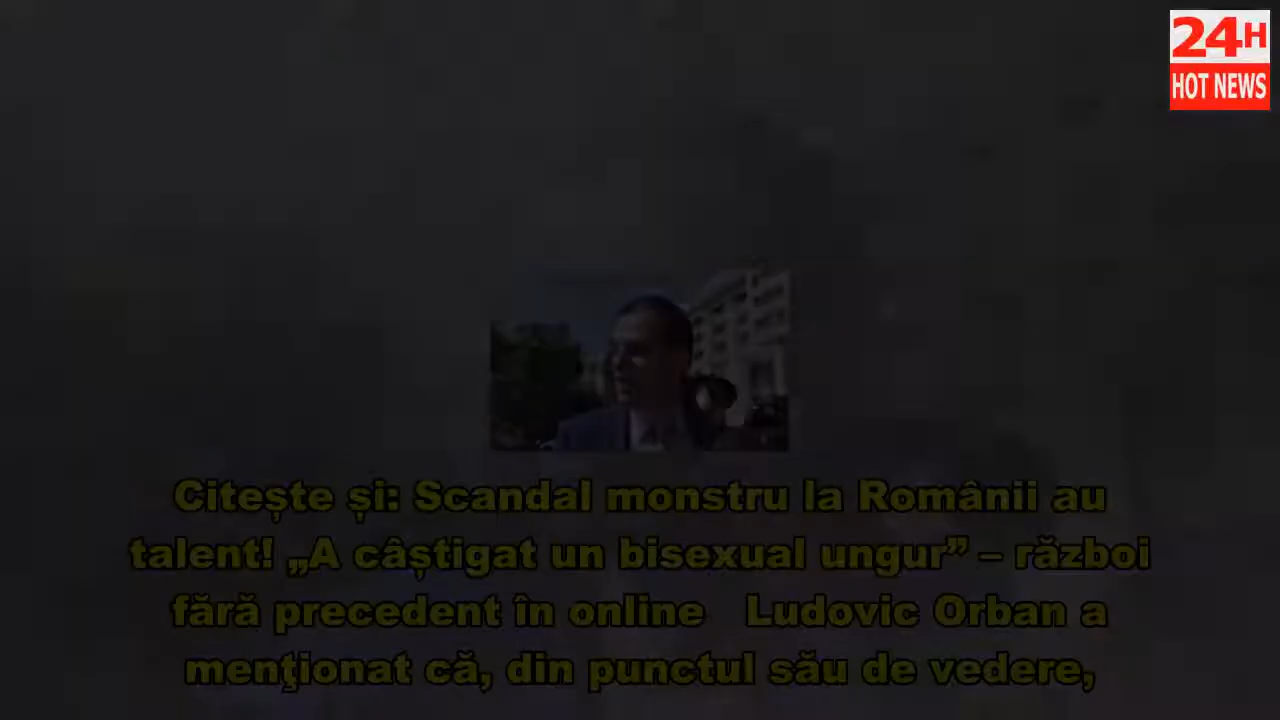 24H
HOT NEWS
Citește și: Scandal monstru la Românii au
talent! „A câștigat un bisexual ungur” – război
fără precedent în online Ludovic Orban a
menţionat că, din punctul său de vedere,